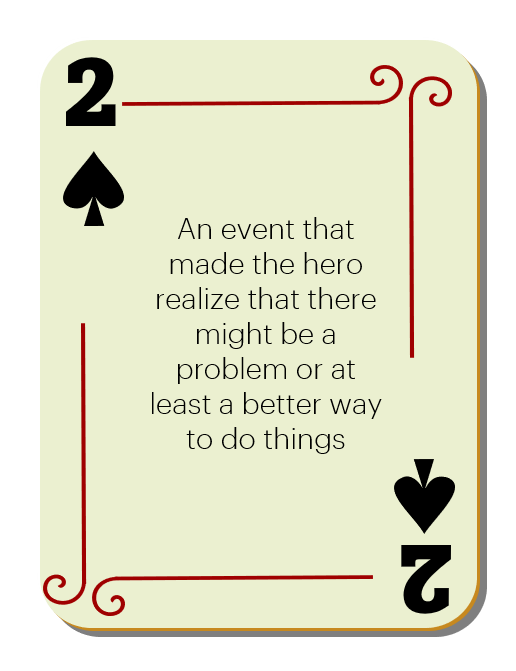 2
An event that
made the hero
realize that there
might be a
problem or at
least a better way
to do things
2